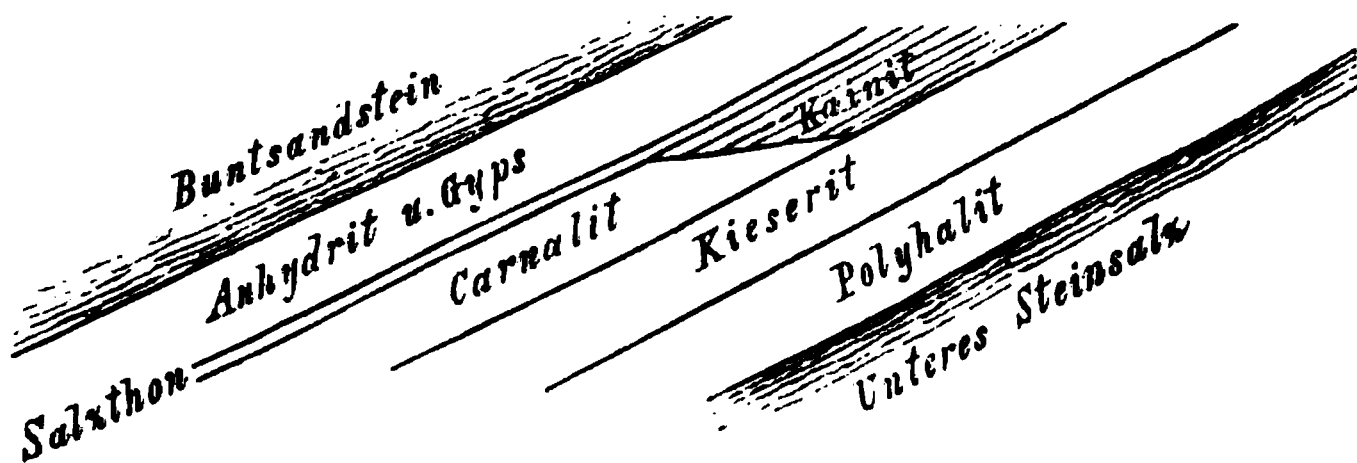 Buntsandstein
Anhydrit u. Gyps
Salzthon
Carnalit
Kainit
Kieserit
Polyhalit
Unteres Steinsalz